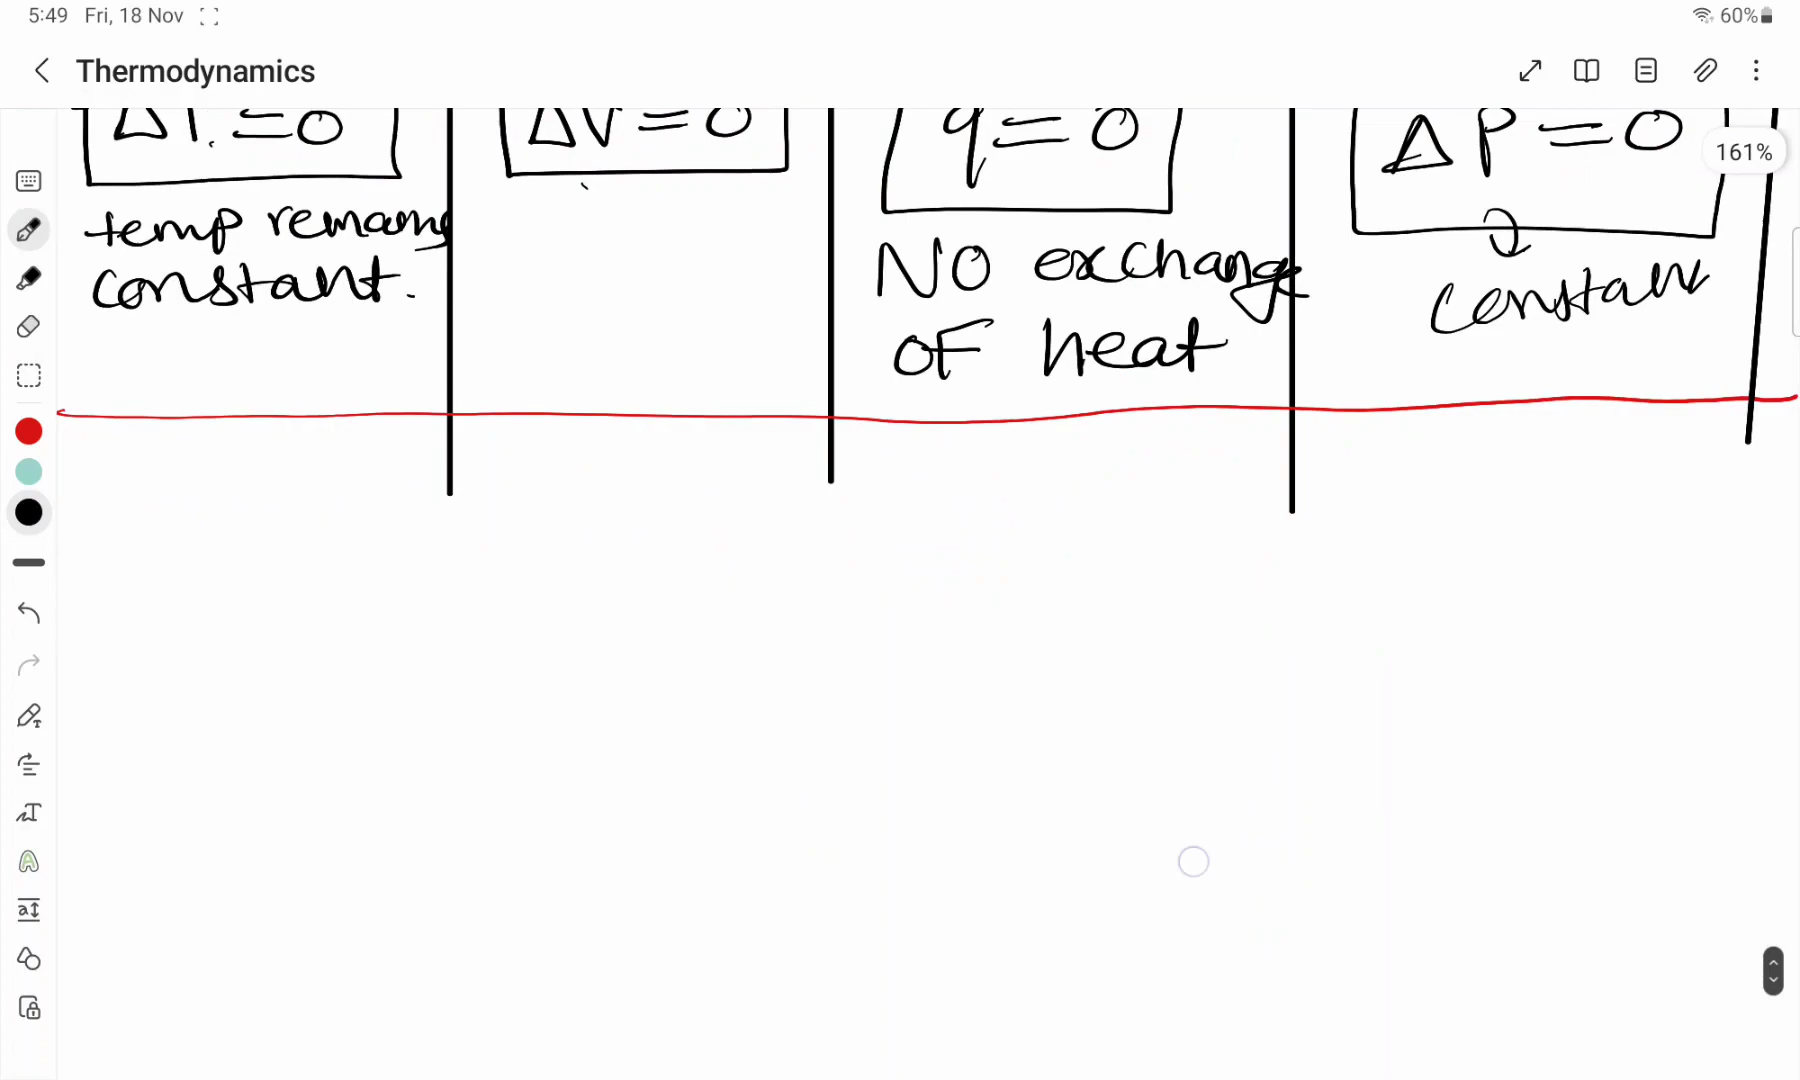 5:49 Fri, 18 Nov
60%
Thermodynamics
161%
ΔT=0
temp remains
constant.
ΔV=0
q=0
NO exchange
OF heat
ΔP=0
constant